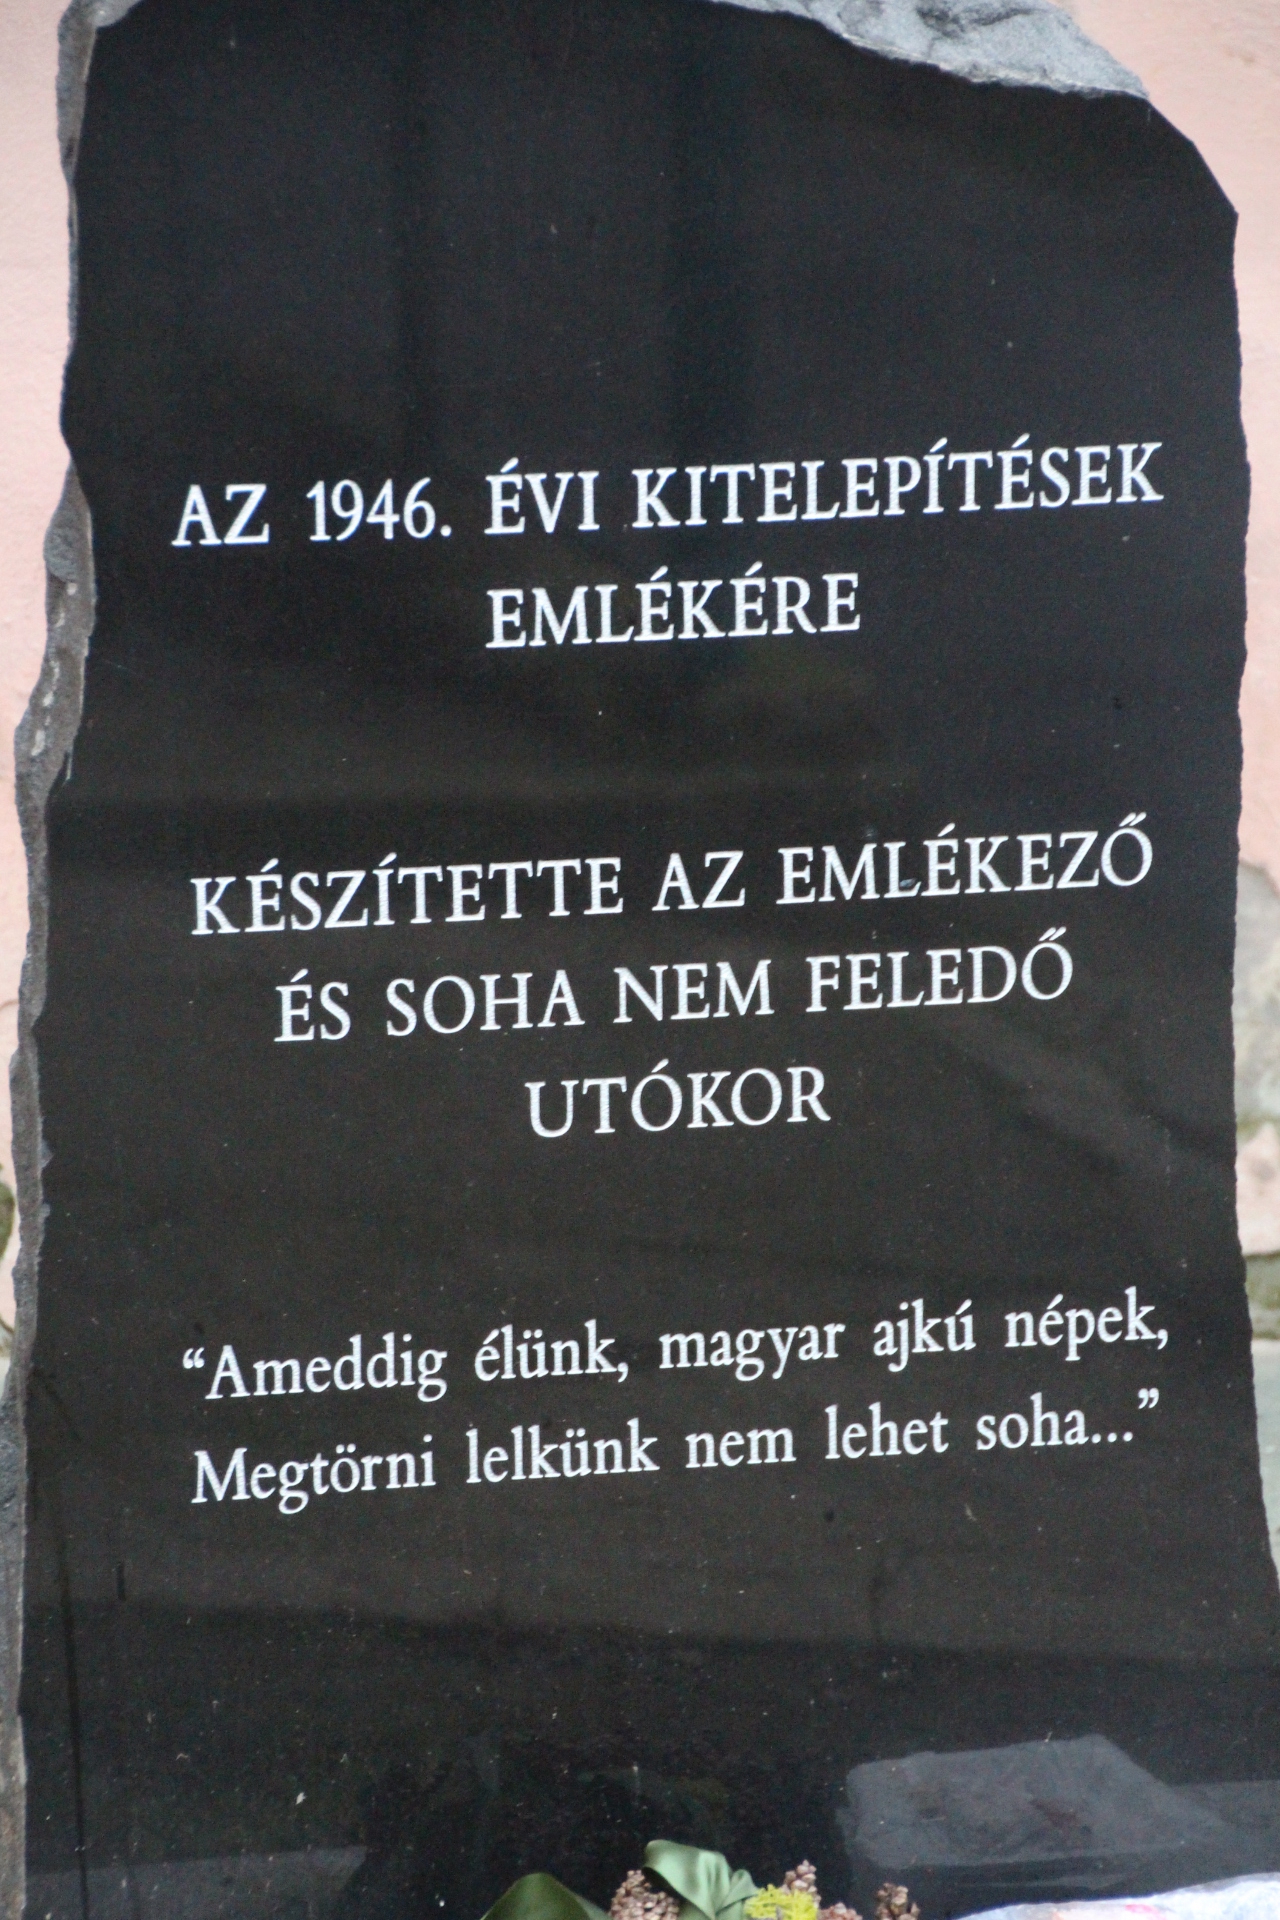 AZ 1946. ÉVI KITELEPÍTÉSEK
EMLÉKÉRE
KÉSZÍTETTE AZ EMLÉKEZŐ
ÉS SOHA NEM FELEDŐ
UTÓKOR
“Ameddig élünk, magyar ajkú népek,
Megtörni lelkünk nem lehet soha...”